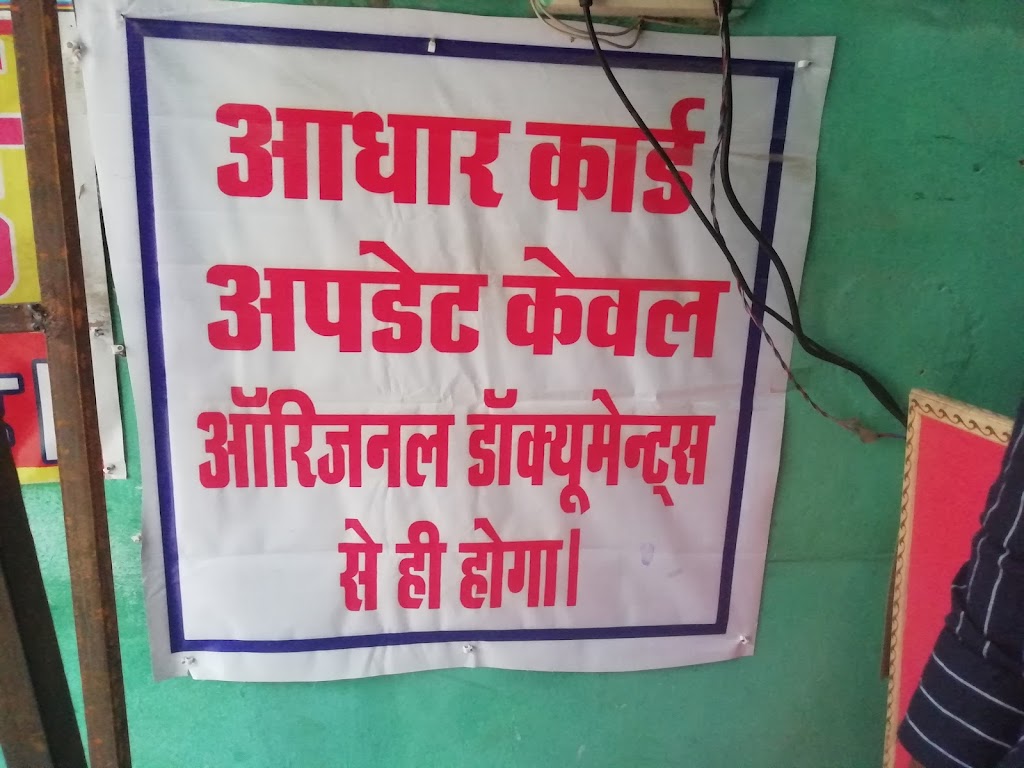 आधार कार्ड
अपडेट केवल
ऑरिजनल डॉक्यूमेन्ट्स
से ही होगा।